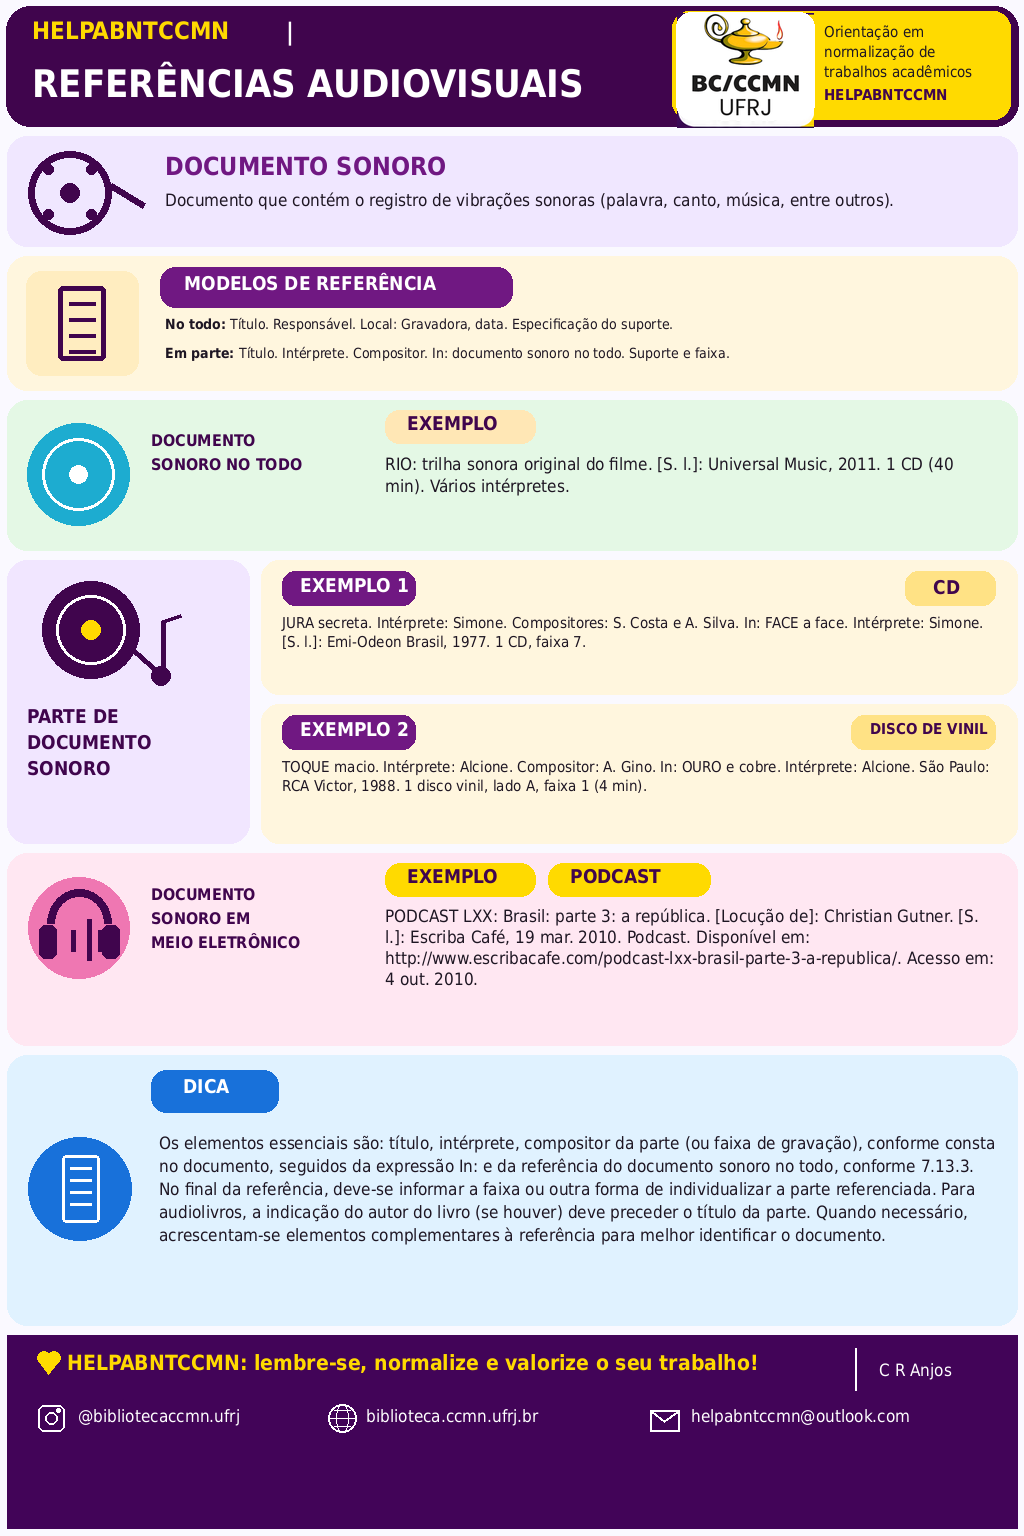 HELPABNTCCMN |
REFERÊNCIAS AUDIOVISUAIS
BC/CCMN
UFRJ
Orientação em
normalização de
trabalhos acadêmicos
HELPABNTCCMN
DOCUMENTO SONORO
Documento que contém o registro de vibrações sonoras (palavra, canto, música, entre outros).
MODELOS DE REFERÊNCIA
No todo: Título. Responsável. Local: Gravadora, data. Especificação do suporte.
Em parte: Título. Intérprete. Compositor. In: documento sonoro no todo. Suporte e faixa.
DOCUMENTO
SONORO NO TODO
EXEMPLO
RIO: trilha sonora original do filme. [S. l.]: Universal Music, 2011. 1 CD (40
min). Vários intérpretes.
PARTE DE
DOCUMENTO
SONORO
EXEMPLO 1
CD
JURA secreta. Intérprete: Simone. Compositores: S. Costa e A. Silva. In: FACE a face. Intérprete: Simone.
[S. l.]: Emi-Odeon Brasil, 1977. 1 CD, faixa 7.
EXEMPLO 2
DISCO DE VINIL
TOQUE macio. Intérprete: Alcione. Compositor: A. Gino. In: OURO e cobre. Intérprete: Alcione. São Paulo:
RCA Victor, 1988. 1 disco vinil, lado A, faixa 1 (4 min).
DOCUMENTO
SONORO EM
MEIO ELETRÔNICO
EXEMPLO
PODCAST
PODCAST LXX: Brasil: parte 3: a república. [Locução de]: Christian Gutner. [S.
l.]: Escriba Café, 19 mar. 2010. Podcast. Disponível em:
http://www.escribacafe.com/podcast-lxx-brasil-parte-3-a-republica/. Acesso em:
4 out. 2010.
DICA
Os elementos essenciais são: título, intérprete, compositor da parte (ou faixa de gravação), conforme consta
no documento, seguidos da expressão In: e da referência do documento sonoro no todo, conforme 7.13.3.
No final da referência, deve-se informar a faixa ou outra forma de individualizar a parte referenciada. Para
audiolivros, a indicação do autor do livro (se houver) deve preceder o título da parte. Quando necessário,
acrescentam-se elementos complementares à referência para melhor identificar o documento.
HELPABNTCCMN: lembre-se, normalize e valorize o seu trabalho!
C R Anjos
@bibliotecaccmn.ufrj
biblioteca.ccmn.ufrj.br
helpabntccmn@outlook.com